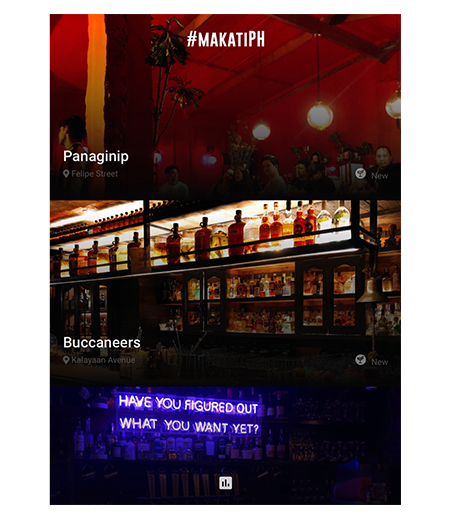 #MAKATIPH
Panaginip
Felipe Street
New
Buccaneers
Kalayaan Avenue
New
HAVE YOU FIGURED OUT
WHAT YOU WANT YET?